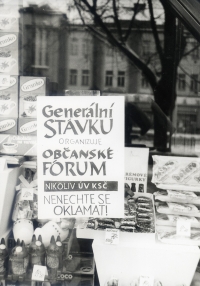 Generální
STÁVKU
ORGANIZUJE
OBČANSKÉ
FÓRUM
NIKOLIV ÚV KSČ
NENECHTE SE
OKLAMAT!